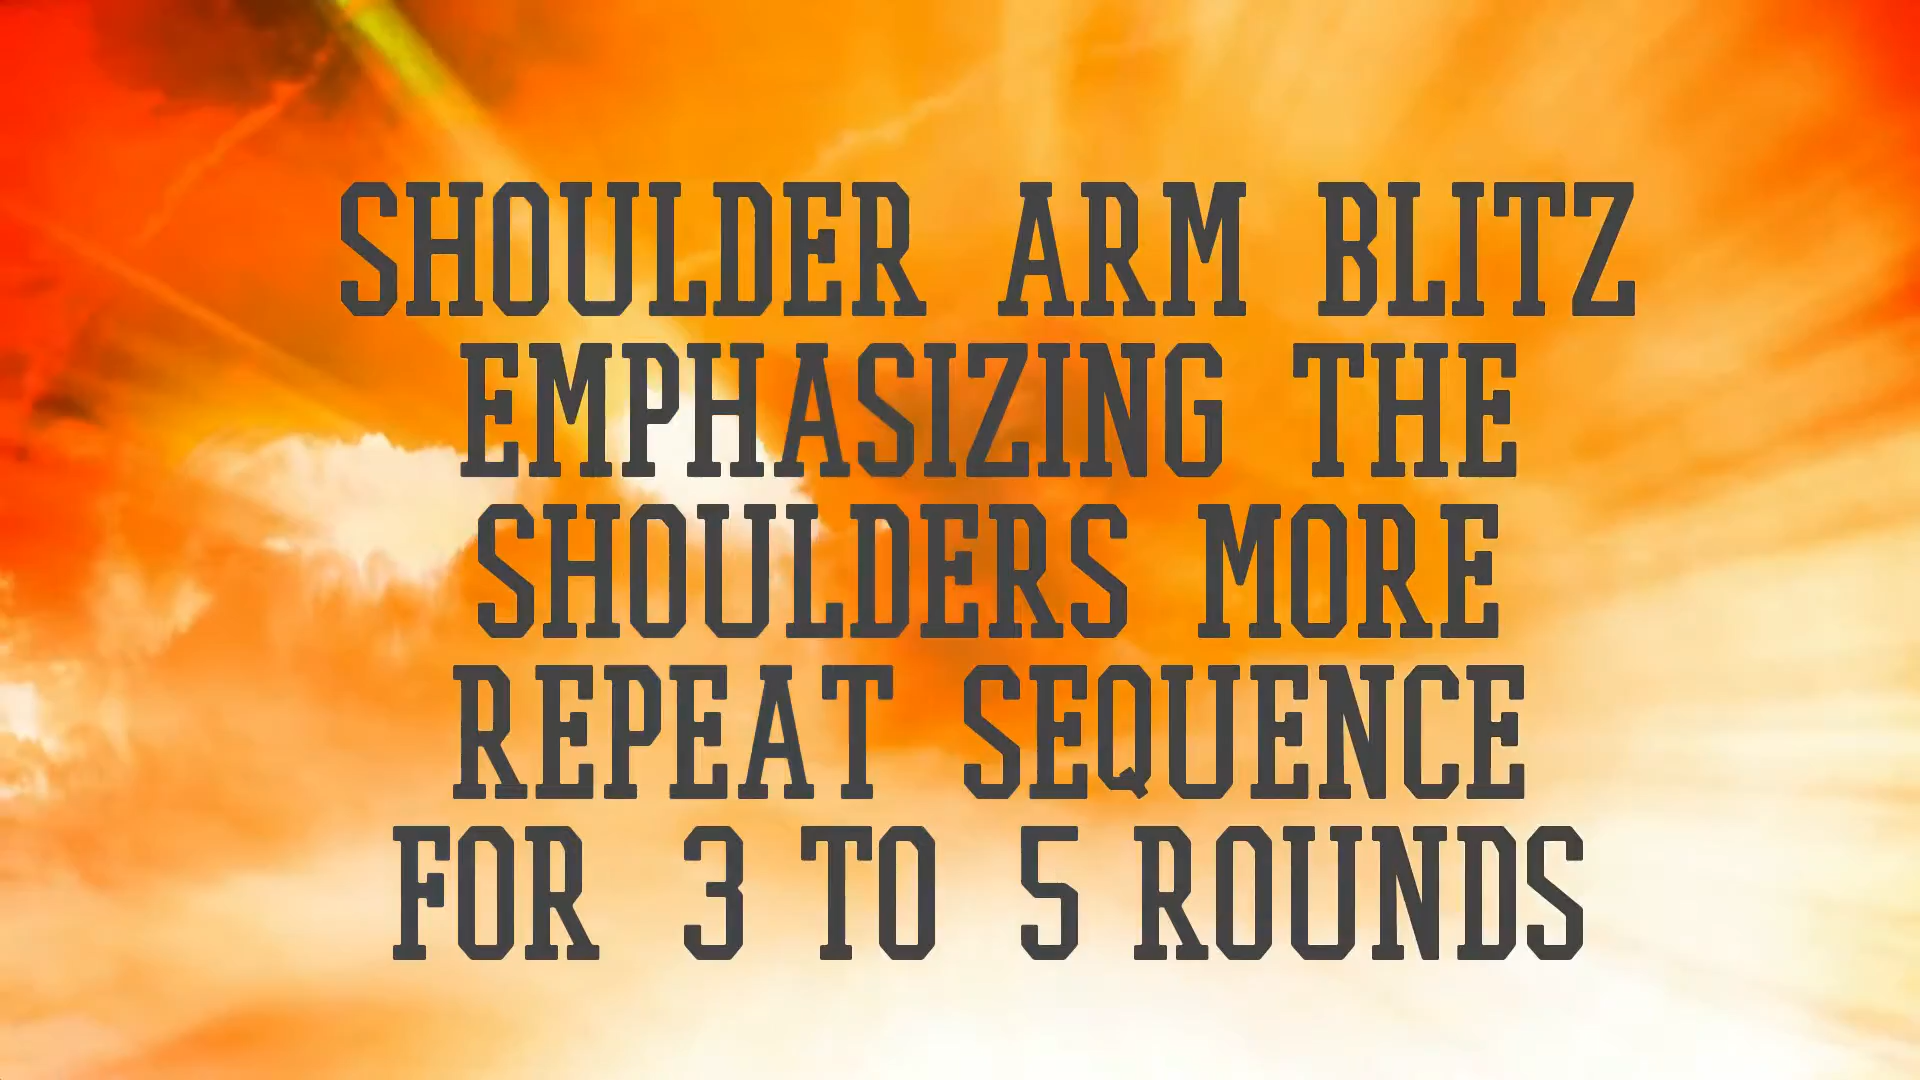 SHOULDER ARM BLITZ
EMPHASIZING THE
SHOULDERS MORE
REPEAT SEQUENCE
FOR 3 TO 5 ROUNDS